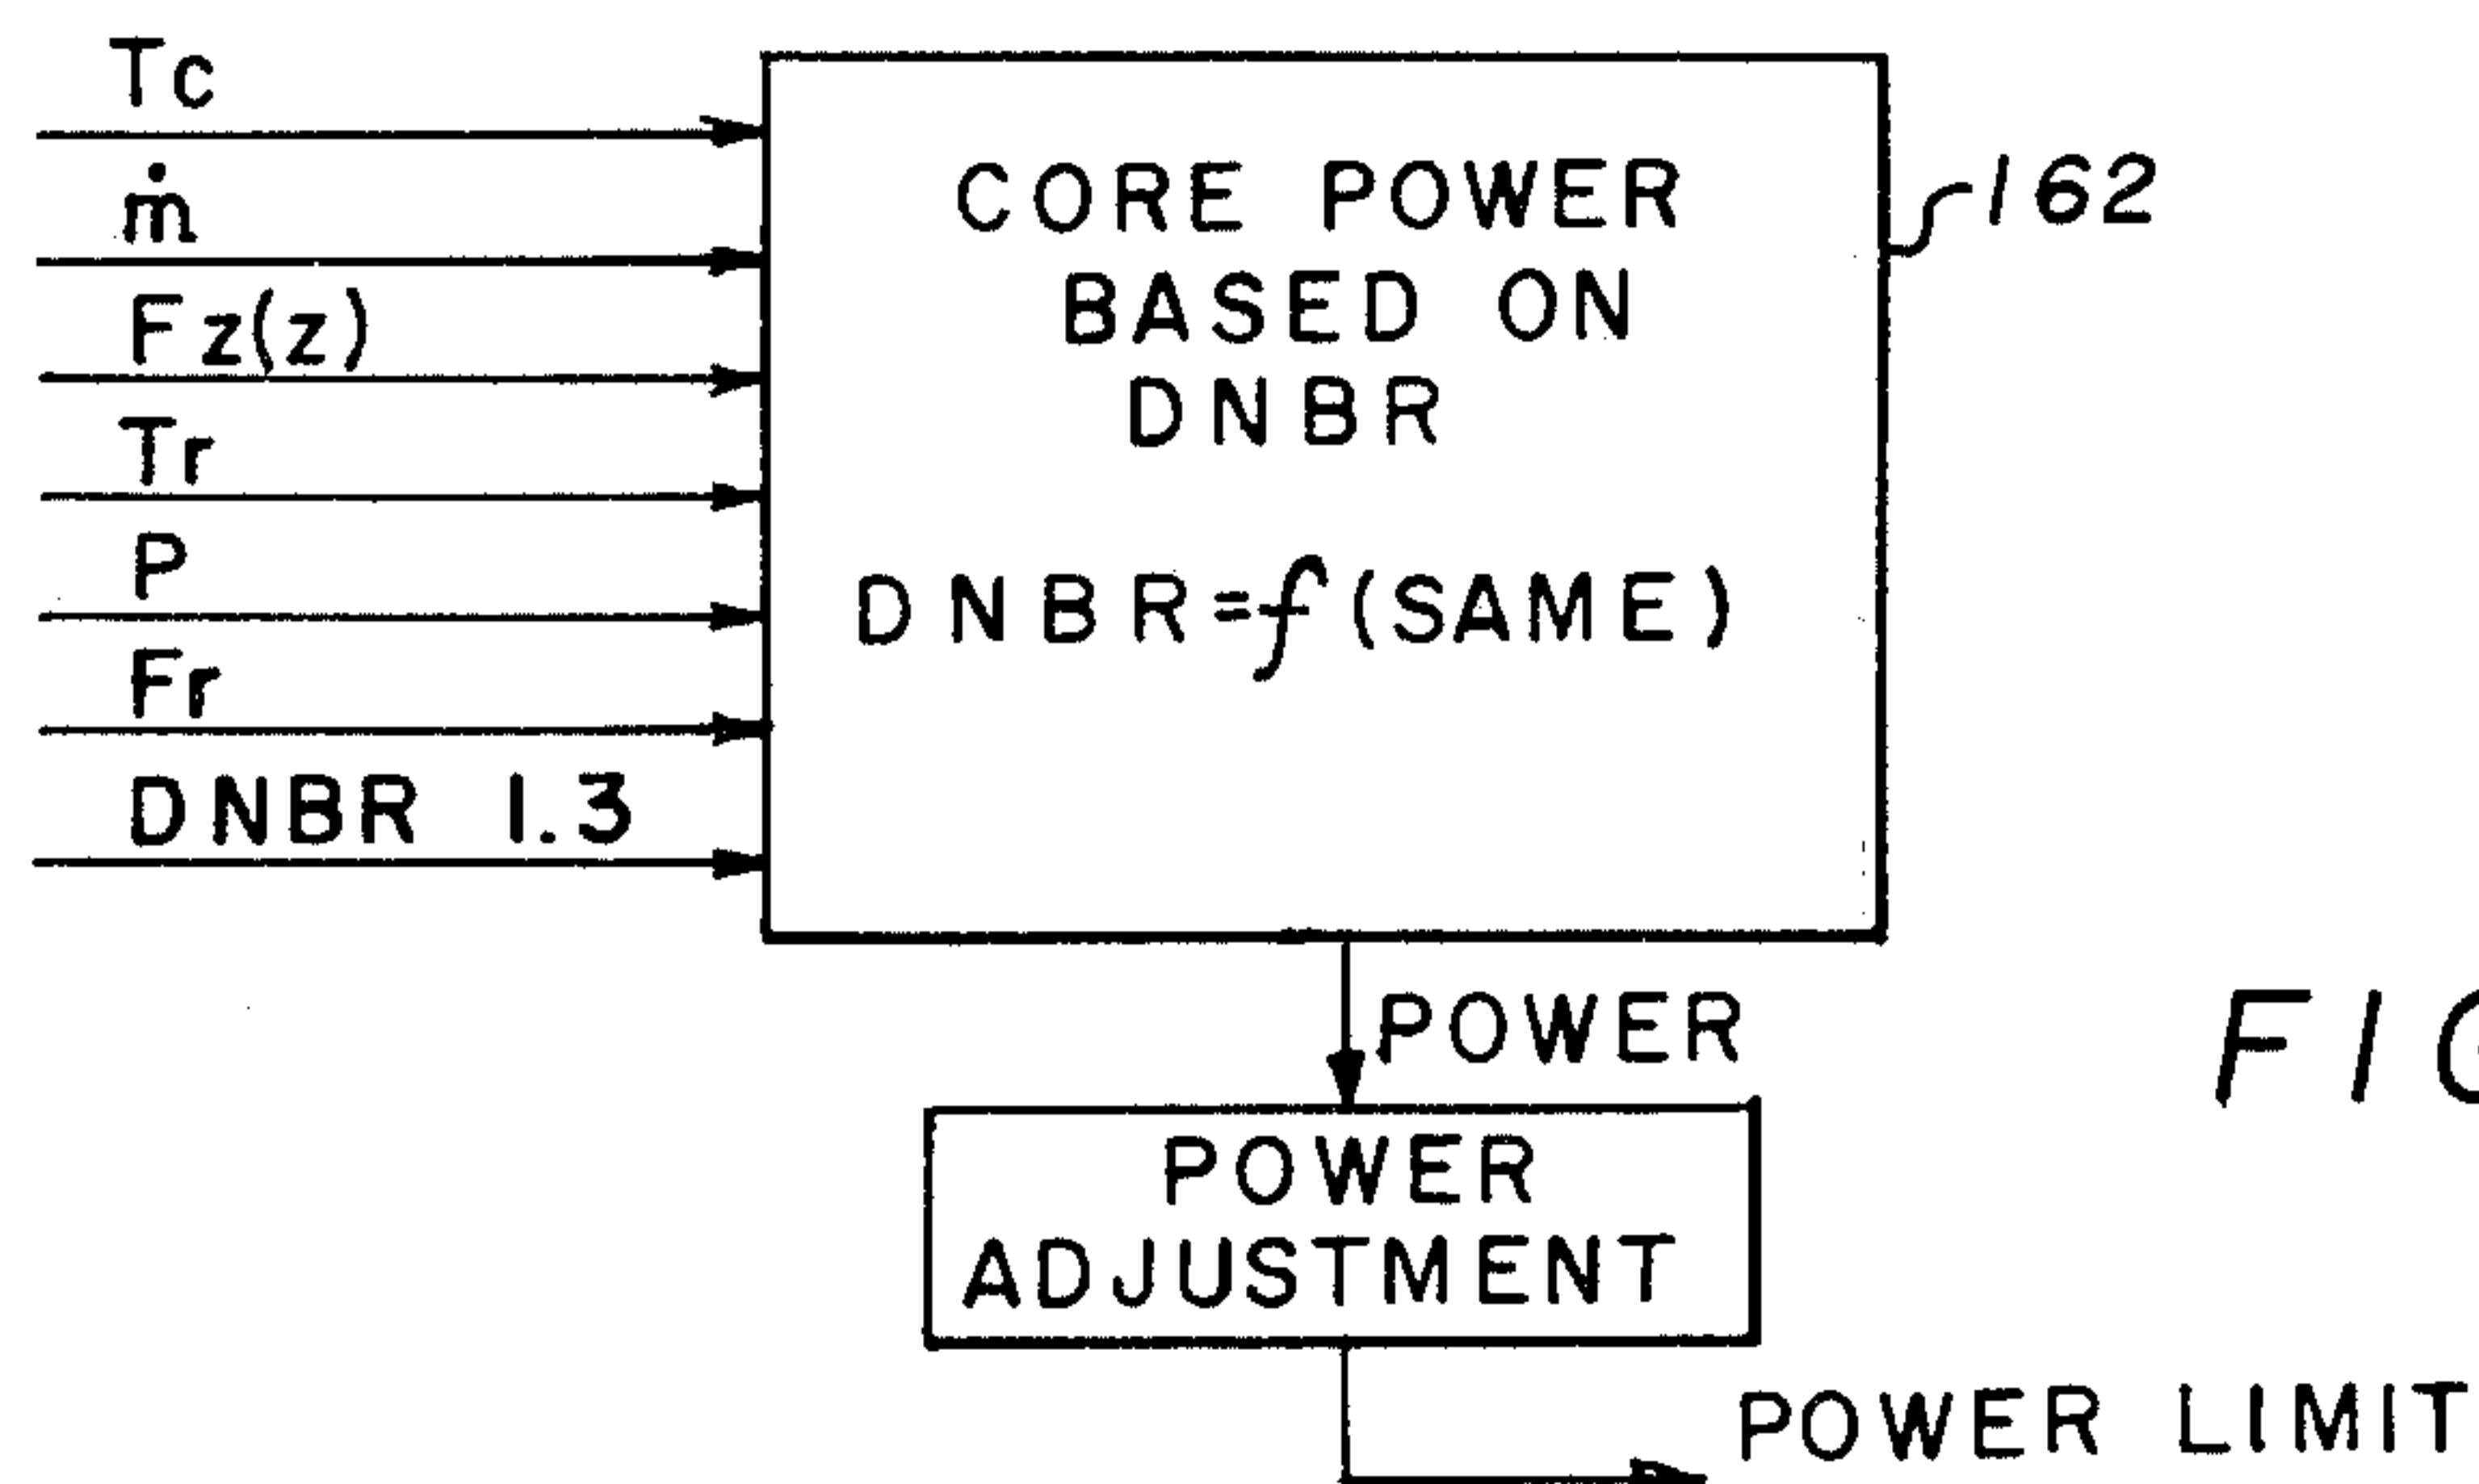 Tc
ṁ
Fz(z)
Tr
P
Fr
DNBR 1.3
CORE POWER
BASED ON
DNBR
DNBR=f(SAME)
162
POWER
FIG
POWER
ADJUSTMENT
POWER LIMIT